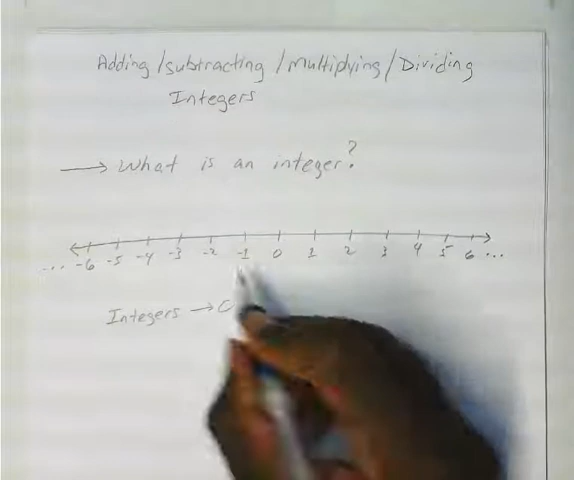 Adding/subtracting/multiplying/Dividing
Integers
→ What is an integer?
... -6 -5 -4 -3 -2 -1 0 1 2 3 4 5 6 ...
Integers → C